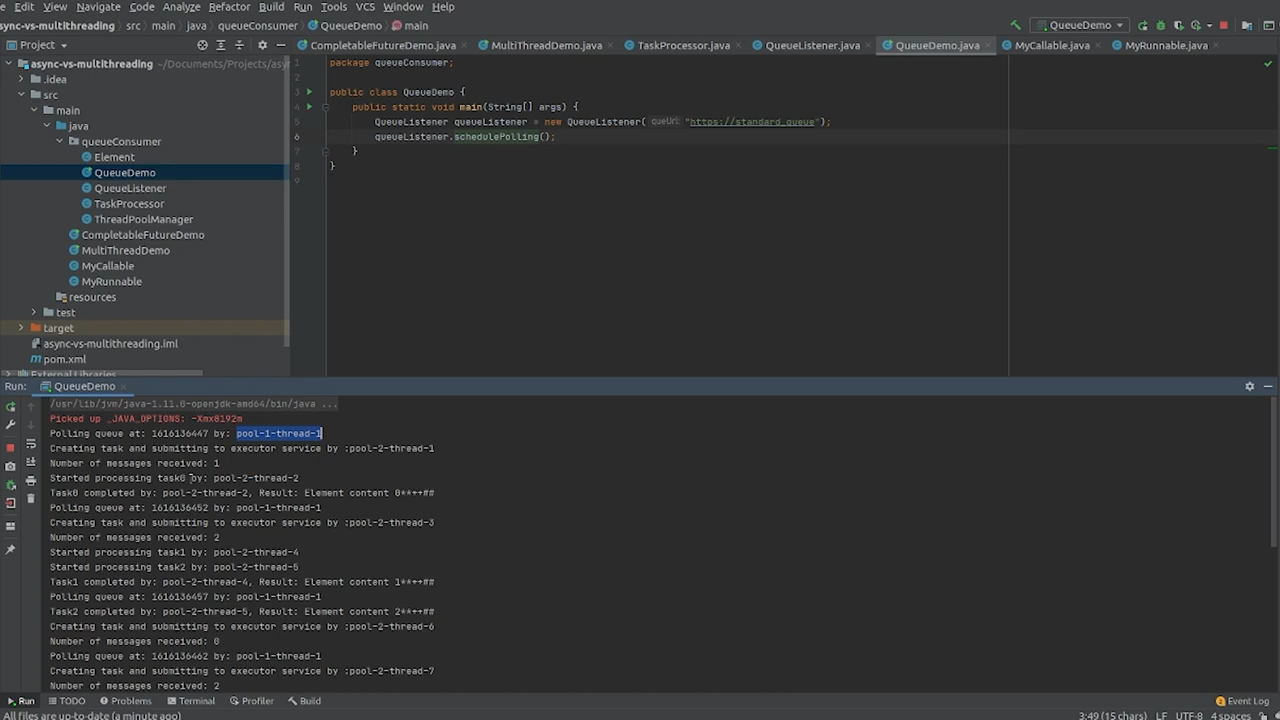 Edit View Navigate Code Analyze Refactor Build Run Tools VCS Window Help
async-vs-multithreading src main java queueConsumer QueueDemo main QueueDemo
Project CompletableFutureDemo.java MultiThreadDemo.java TaskProcessor.java QueueListener.java QueueDemo.java MyCallable.java MyRunnable.java
async-vs-multithreading ~/Documents/Projects/asyn
.idea
src
main
java
queueConsumer
Element
QueueDemo
QueueListener
TaskProcessor
ThreadPoolManager
CompletableFutureDemo
MultiThreadDemo
MyCallable
MyRunnable
resources
test
target
async-vs-multithreading.iml
pom.xml
External Libraries
1 package queueConsumer;
2
3 public class QueueDemo {
4 public static void main(String[] args) {
5 QueueListener queueListener = new QueueListener( queUrl: "https://standard_queue");
6 queueListener.schedulePolling();
7 }
8 }
9
Run: QueueDemo
/usr/lib/jvm/java-1.11.0-openjdk-amd64/bin/java ...
Picked up _JAVA_OPTIONS: -Xmx8192m
Polling queue at: 1616136447 by: pool-1-thread-1
Creating task and submitting to executor service by :pool-2-thread-1
Number of messages received: 1
Started processing task0 by: pool-2-thread-2
Task0 completed by: pool-2-thread-2, Result: Element content 0**++##
Polling queue at: 1616136452 by: pool-1-thread-1
Creating task and submitting to executor service by :pool-2-thread-3
Number of messages received: 2
Started processing task1 by: pool-2-thread-4
Started processing task2 by: pool-2-thread-5
Task1 completed by: pool-2-thread-4, Result: Element content 1**++##
Polling queue at: 1616136457 by: pool-1-thread-1
Task2 completed by: pool-2-thread-5, Result: Element content 2**++##
Creating task and submitting to executor service by :pool-2-thread-6
Number of messages received: 0
Polling queue at: 1616136462 by: pool-1-thread-1
Creating task and submitting to executor service by :pool-2-thread-7
Number of messages received: 2
Run TODO Problems Terminal Profiler Build Event Log
All files are up-to-date (a minute ago) 3:49 (15 chars) LF UTF-8 4 spaces